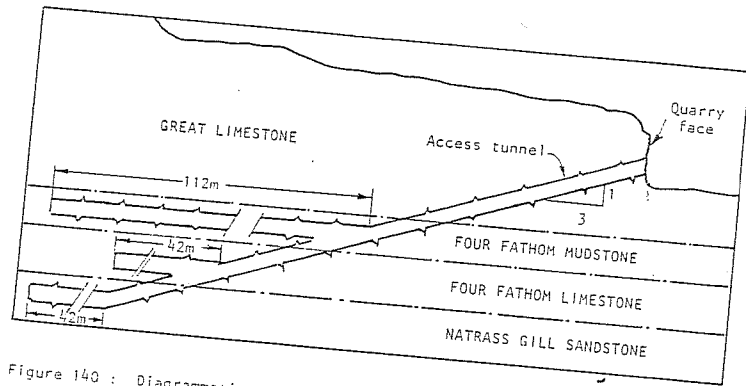 Quarry
face
GREAT LIMESTONE
Access tunnel
112m
1
3
42m
FOUR FATHOM MUDSTONE
FOUR FATHOM LIMESTONE
42m
NATRASS GILL SANDSTONE
Figure 140 :